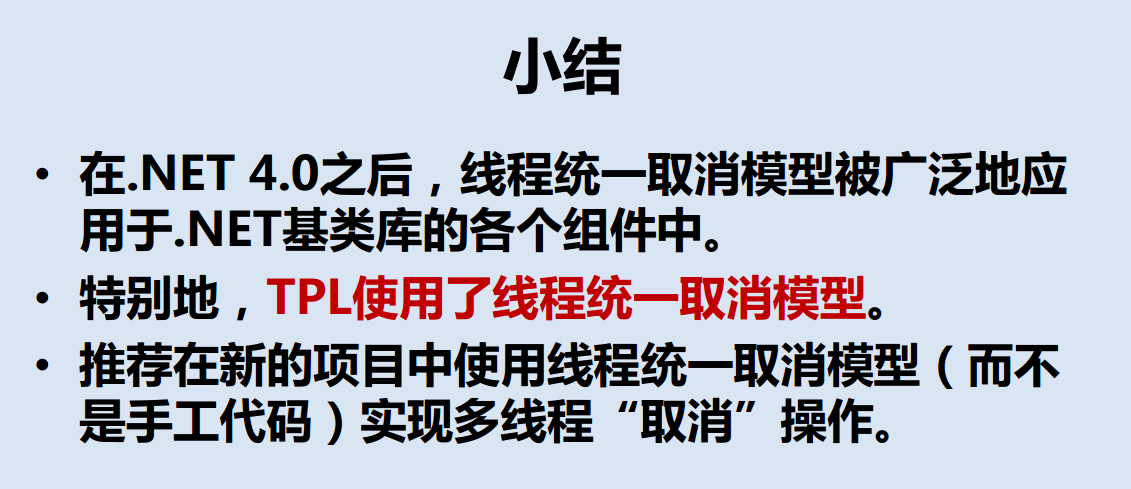 小结
• 在.NET 4.0之后，线程统一取消模型被广泛地应
用于.NET基类库的各个组件中。
• 特别地，TPL使用了线程统一取消模型。
• 推荐在新的项目中使用线程统一取消模型（而不
是手工代码）实现多线程“取消”操作。